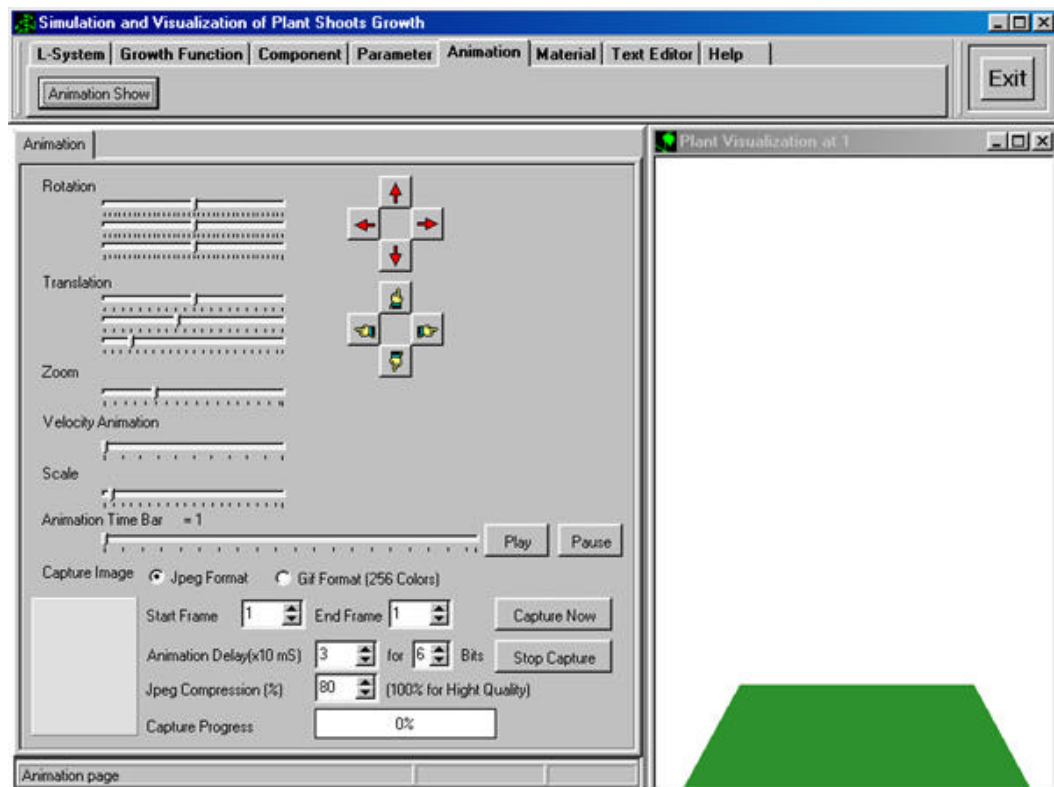 Simulation and Visualization of Plant Shoots Growth
L-System Growth Function Component Parameter Animation Material Text Editor Help
Exit
Animation Show
Animation
Plant Visualization at 1
Rotation
Translation
Zoom
Velocity Animation
Scale
Animation Time Bar = 1
Play Pause
Capture Image Jpeg Format Gif Format (256 Colors)
Start Frame 1 End Frame 1 Capture Now
Animation Delay(x10 mS) 3 for 6 Bits Stop Capture
Jpeg Compression (%) 80 (100% for Hight Quality)
Capture Progress 0%
Animation page